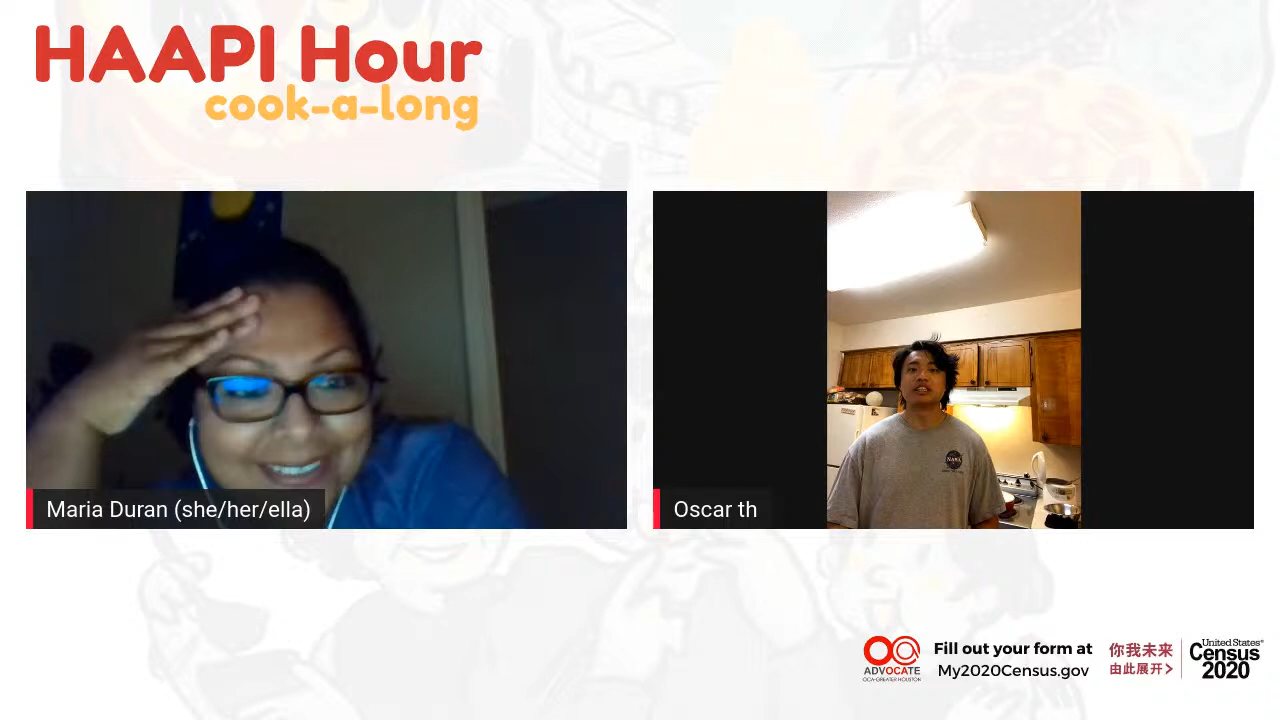 HAAPI Hour
cook-a-long
Maria Duran (she/her/ella)
Oscar th
NASA
ADVOCATE
OCA-GREATER HOUSTON
Fill out your form at
My2020Census.gov
你我未来
由此展开>
United States®
Census
2020